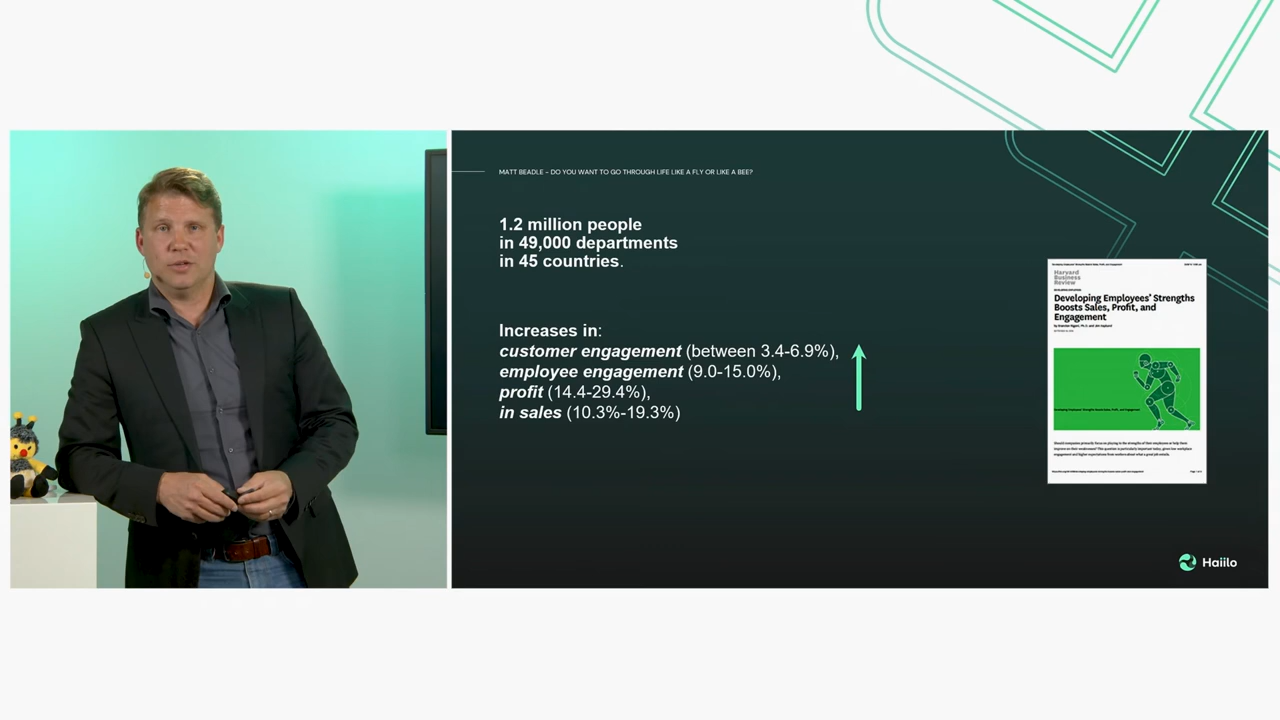 MATT BEADLE - DO YOU WANT TO GO THROUGH LIFE LIKE A FLY OR LIKE A BEE?
1.2 million people
in 49,000 departments
in 45 countries.
Increases in:
customer engagement (between 3.4-6.9%),
employee engagement (9.0-15.0%),
profit (14.4-29.4%),
in sales (10.3%-19.3%)
Harvard
Business
Review
Developing Employees' Strengths
Boosts Sales, Profit, and
Engagement
Haiilo